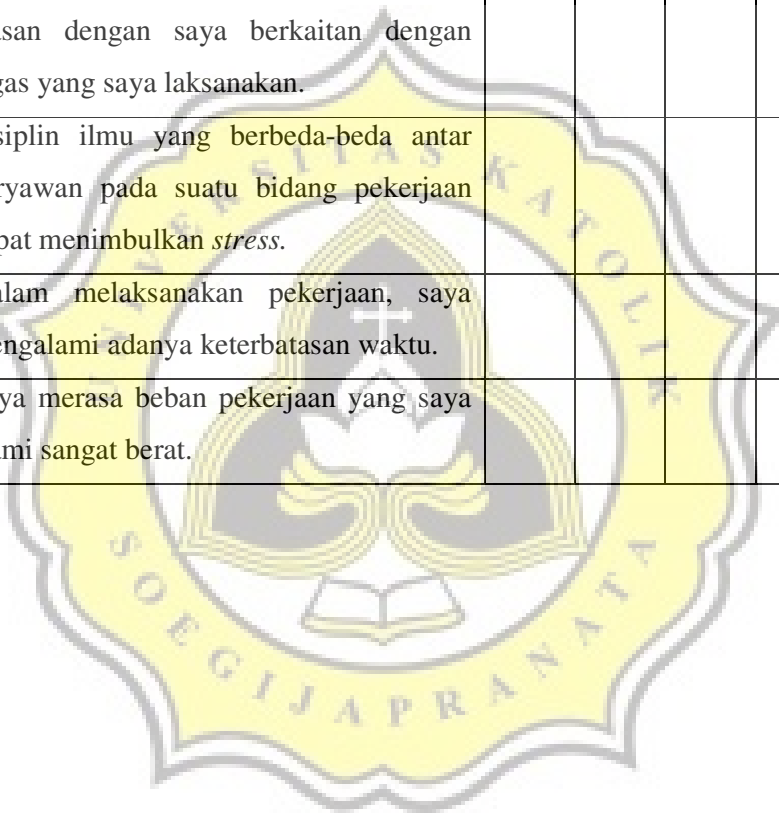 asan dengan saya berkaitan dengan
gas yang saya laksanakan.
siplin ilmu yang berbeda-beda antar
ryawan pada suatu bidang pekerjaan
pat menimbulkan stress.
alam melaksanakan pekerjaan, saya
engalami adanya keterbatasan waktu.
ya merasa beban pekerjaan yang saya
ami sangat berat.
UNIVERSITAS KATOLIK
SOEGIJAPRANATA